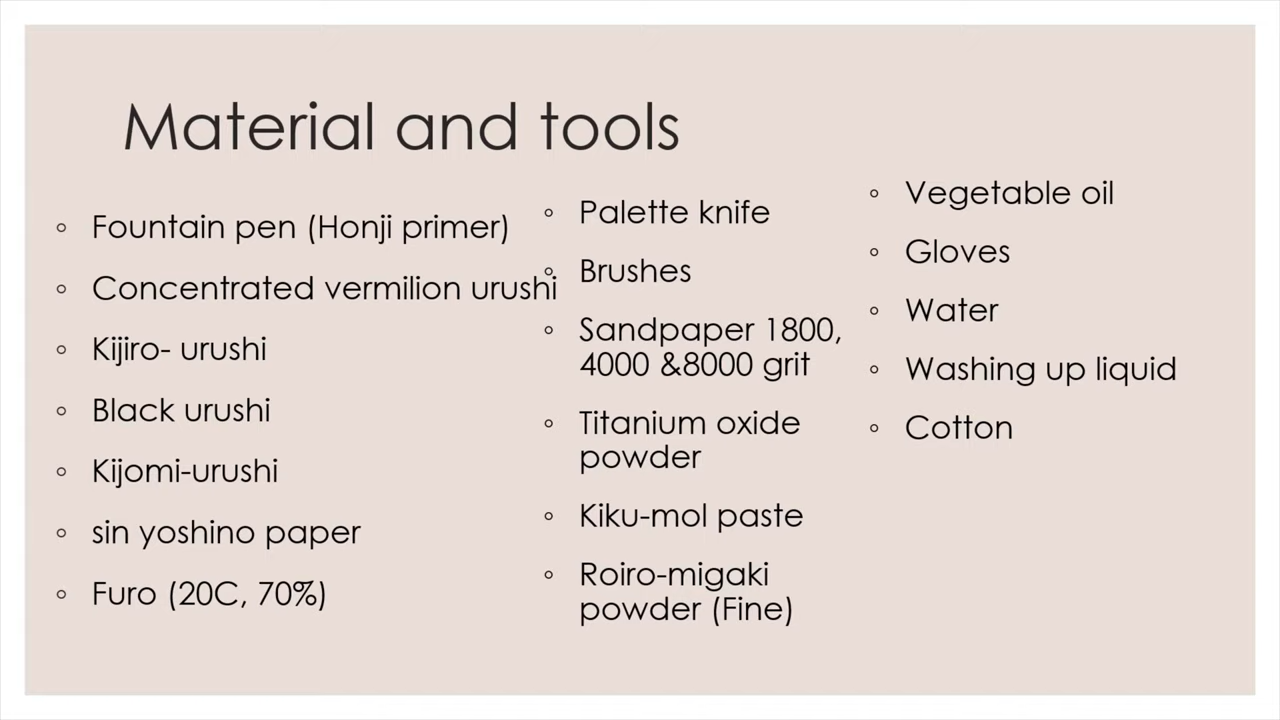 Material and tools
Fountain pen (Honji primer)
Concentrated vermilion urushi
Kijiro- urushi
Black urushi
Kijomi-urushi
sin yoshino paper
Furo (20C, 70%)
Palette knife
Brushes
Sandpaper 1800,
4000 &8000 grit
Titanium oxide
powder
Kiku-mol paste
Roiro-migaki
powder (Fine)
Vegetable oil
Gloves
Water
Washing up liquid
Cotton